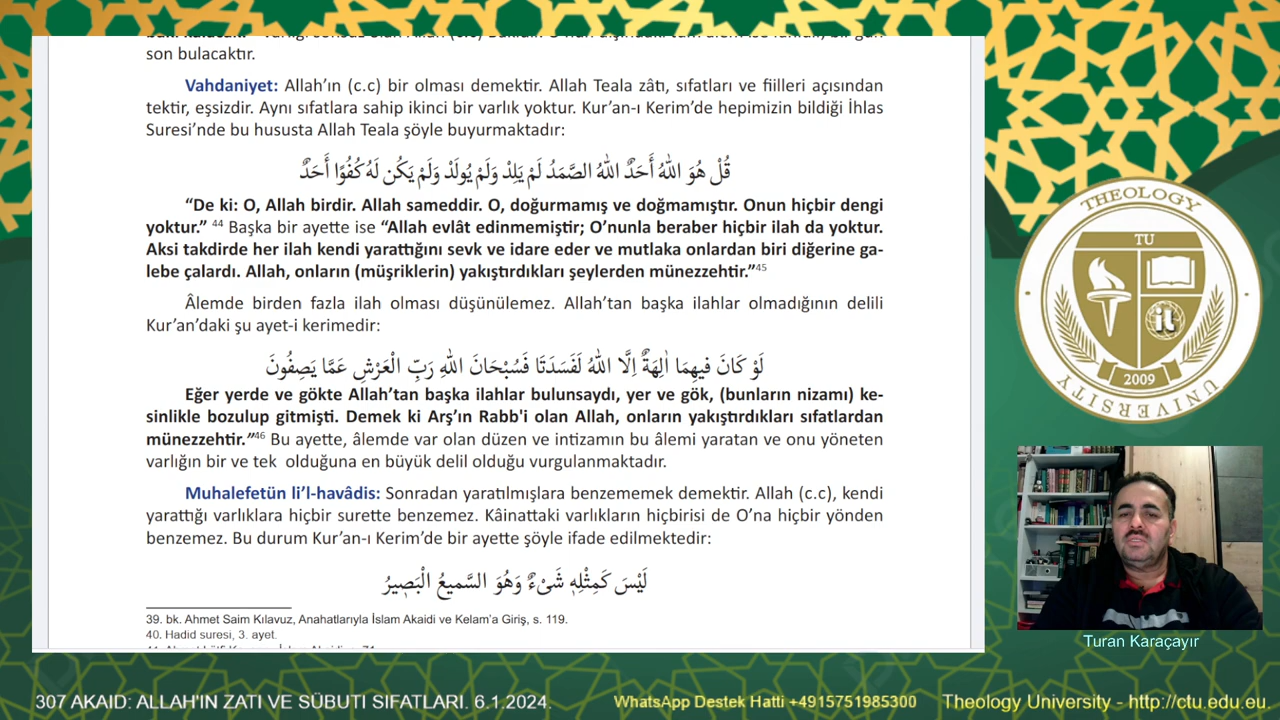 son bulacaktır.
Vahdaniyet: Allah’ın (c.c) bir olması demektir. Allah Teala zâtı, sıfatları ve fiilleri açısından
tektir, eşsizdir. Aynı sıfatlara sahip ikinci bir varlık yoktur. Kur’an-ı Kerim’de hepimizin bildiği İhlas
Suresi’nde bu hususta Allah Teala şöyle buyurmaktadır:
قُلْ هُوَ اللّٰهُ أَحَدٌ اللّٰهُ الصَّمَدُ لَمْ يَلِدْ وَلَمْ يُولَدْ وَلَمْ يَكُن لَهُ كُفُوًا أَحَدٌ
“De ki: O, Allah birdir. Allah sameddir. O, doğurmamış ve doğmamıştır. Onun hiçbir dengi
yoktur.” 44 Başka bir ayette ise “Allah evlât edinmemiştir; O’nunla beraber hiçbir ilah da yoktur.
Aksi takdirde her ilah kendi yarattığını sevk ve idare eder ve mutlaka onlardan biri diğerine ga-
lebe çalardı. Allah, onların (müşriklerin) yakıştırdıkları şeylerden münezzehtir.”45
Âlemde birden fazla ilah olması düşünülemez. Allah’tan başka ilahlar olmadığının delili
Kur’an’daki şu ayet-i kerimedir:
لَوْ كَانَ فِيهِمَا اٰلِهَةٌ اِلَّا اللّٰهُ لَفَسَدَتَا فَسُبْحَانَ اللّٰهِ رَبِّ الْعَرْشِ عَمَّا يَصِفُونَ
Eğer yerde ve gökte Allah’tan başka ilahlar bulunsaydı, yer ve gök, (bunların nizamı) ke-
sinlikle bozulup gitmişti. Demek ki Arş’ın Rabb'i olan Allah, onların yakıştırdıkları sıfatlardan
münezzehtir.”46 Bu ayette, âlemde var olan düzen ve intizamın bu âlemi yaratan ve onu yöneten
varlığın bir ve tek olduğuna en büyük delil olduğu vurgulanmaktadır.
Muhalefetün li’l-havâdis: Sonradan yaratılmışlara benzememek demektir. Allah (c.c), kendi
yarattığı varlıklara hiçbir surette benzemez. Kâinattaki varlıkların hiçbirisi de O’na hiçbir yönden
benzemez. Bu durum Kur’an-ı Kerim’de bir ayette şöyle ifade edilmektedir:
لَيْسَ كَمِثْلِهٖ شَىْءٌ وَهُوَ السَّمٖيعُ الْبَصٖيرُ
39. bk. Ahmet Saim Kılavuz, Anahatlarıyla İslam Akaidi ve Kelam’a Giriş, s. 119.
40. Hadid suresi, 3. ayet.
THEOLOGY
TU
2009
UNIVERSITY
Turan Karaçayır
307 AKAID: ALLAH'IN ZATI VE SÜBUTI SIFATLARI. 6.1.2024.
WhatsApp Destek Hatti +4915751985300
Theology University - http://ctu.edu.eu.